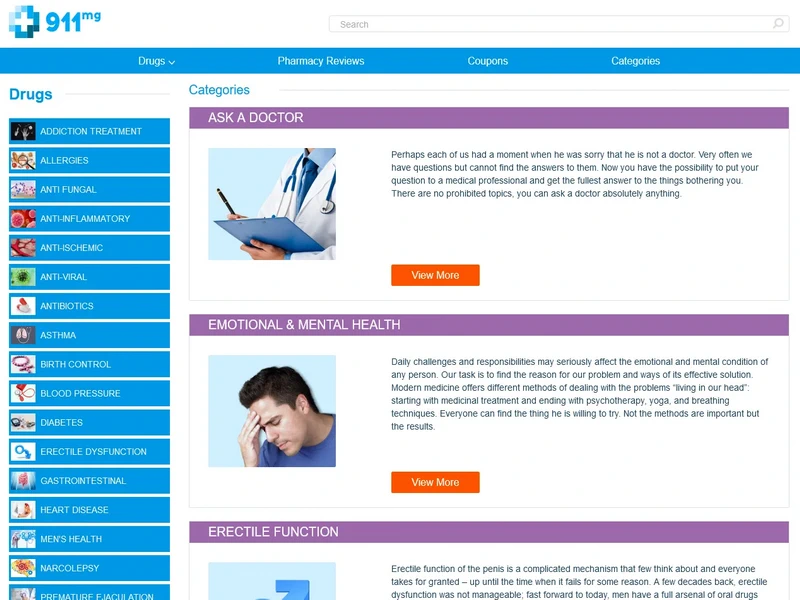 911mg
Search
Drugs
Pharmacy Reviews
Coupons
Categories
Drugs
ADDICTION TREATMENT
ALLERGIES
ANTI FUNGAL
ANTI-INFLAMMATORY
ANTI-ISCHEMIC
ANTI-VIRAL
ANTIBIOTICS
ASTHMA
BIRTH CONTROL
BLOOD PRESSURE
DIABETES
ERECTILE DYSFUNCTION
GASTROINTESTINAL
HEART DISEASE
MEN'S HEALTH
NARCOLEPSY
PREMATURE EJACULATION
Categories
ASK A DOCTOR
Perhaps each of us had a moment when he was sorry that he is not a doctor. Very often we
have questions but cannot find the answers to them. Now you have the possibility to put your
question to a medical professional and get the fullest answer to the things bothering you.
There are no prohibited topics, you can ask a doctor absolutely anything.
View More
EMOTIONAL & MENTAL HEALTH
Daily challenges and responsibilities may seriously affect the emotional and mental condition of
any person. Our task is to find the reason for our problem and ways of its effective solution.
Modern medicine offers different methods of dealing with the problems “living in our head”:
starting with medicinal treatment and ending with psychotherapy, yoga, and breathing
techniques. Everyone can find the thing he is willing to try. Not the methods are important but
the results.
View More
ERECTILE FUNCTION
Erectile function of the penis is a complicated mechanism that few think about and everyone
takes for granted – up until the time when it fails for some reason. A few decades back, erectile
dysfunction was not manageable; fast forward to today, men have a full arsenal of oral drugs